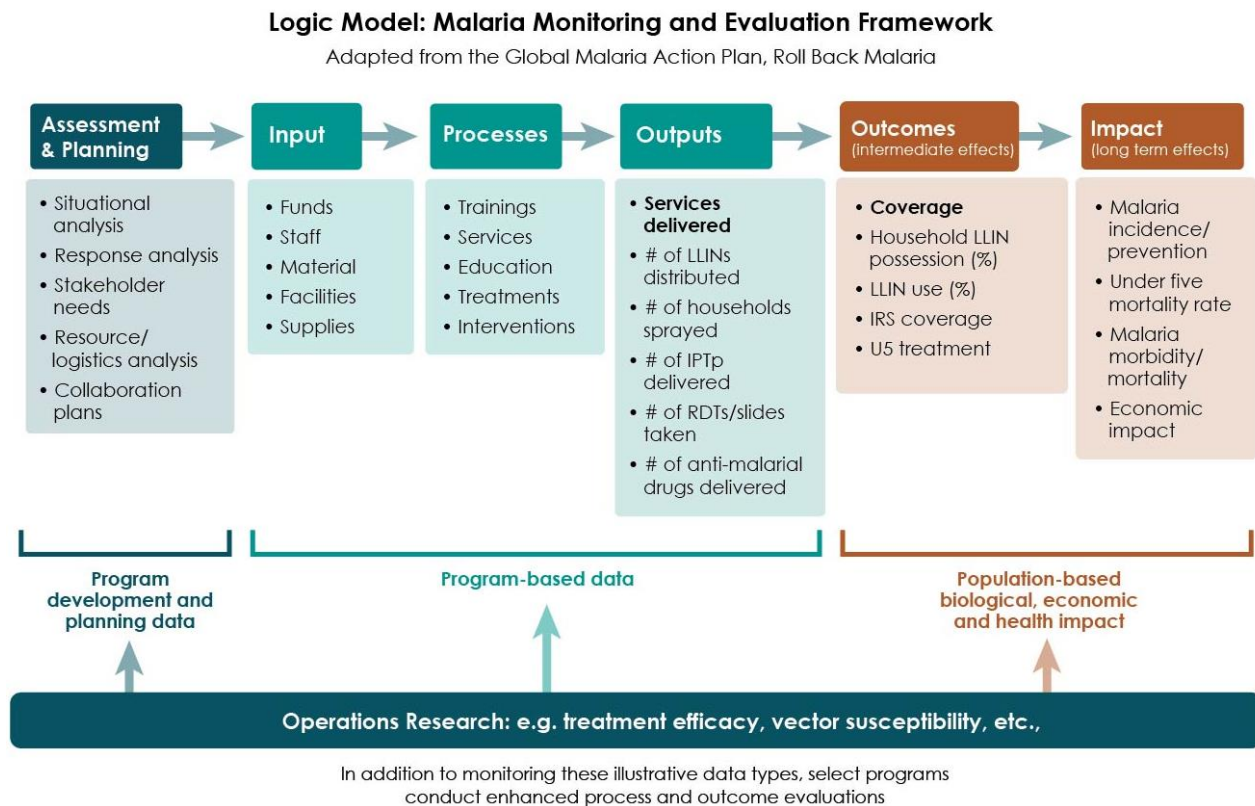 Logic Model: Malaria Monitoring and Evaluation Framework
Adapted from the Global Malaria Action Plan, Roll Back Malaria
Assessment
& Planning
• Situational
analysis
• Response analysis
• Stakeholder
needs
• Resource/
logistics analysis
• Collaboration
plans
Input
• Funds
• Staff
• Material
• Facilities
• Supplies
Processes
• Trainings
• Services
• Education
• Treatments
• Interventions
Outputs
• Services
delivered
• # of LLINs
distributed
• # of households
sprayed
• # of IPTp
delivered
• # of RDTs/slides
taken
• # of anti-malarial
drugs delivered
Outcomes
(intermediate effects)
• Coverage
• Household LLIN
possession (%)
• LLIN use (%)
• IRS coverage
• U5 treatment
Impact
(long term effects)
• Malaria
incidence/
prevention
• Under five
mortality rate
• Malaria
morbidity/
mortality
• Economic
impact
Program
development and
planning data
Program-based data
Population-based
biological, economic
and health impact
Operations Research: e.g. treatment efficacy, vector susceptibility, etc.,
In addition to monitoring these illustrative data types, select programs
conduct enhanced process and outcome evaluations